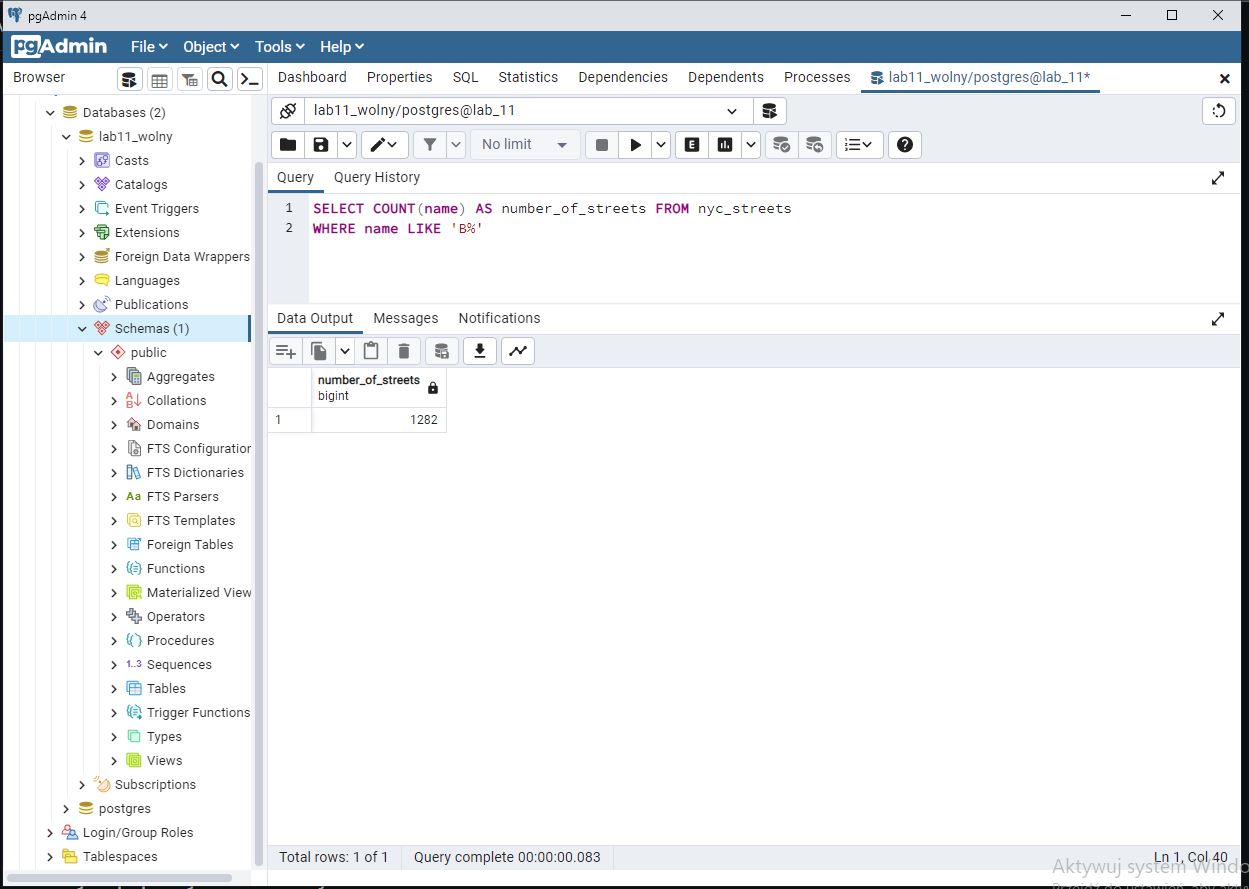 pgAdmin 4
pgAdmin File Object Tools Help
Browser
Dashboard Properties SQL Statistics Dependencies Dependents Processes lab11_wolny/postgres@lab_11*
Databases (2)
lab11_wolny
Casts
Catalogs
Event Triggers
Extensions
Foreign Data Wrappers
Languages
Publications
Schemas (1)
public
Aggregates
Collations
Domains
FTS Configuration
FTS Dictionaries
Aa FTS Parsers
FTS Templates
Foreign Tables
Functions
Materialized View
Operators
Procedures
1..3 Sequences
Tables
Trigger Functions
Types
Views
Subscriptions
postgres
Login/Group Roles
Tablespaces
lab11_wolny/postgres@lab_11
No limit E
Query Query History
1 SELECT COUNT(name) AS number_of_streets FROM nyc_streets
2 WHERE name LIKE 'B%'
Data Output Messages Notifications
number_of_streets
bigint
1 1282
Total rows: 1 of 1 Query complete 00:00:00.083 Ln 1, Col 40
Aktywuj system Windo